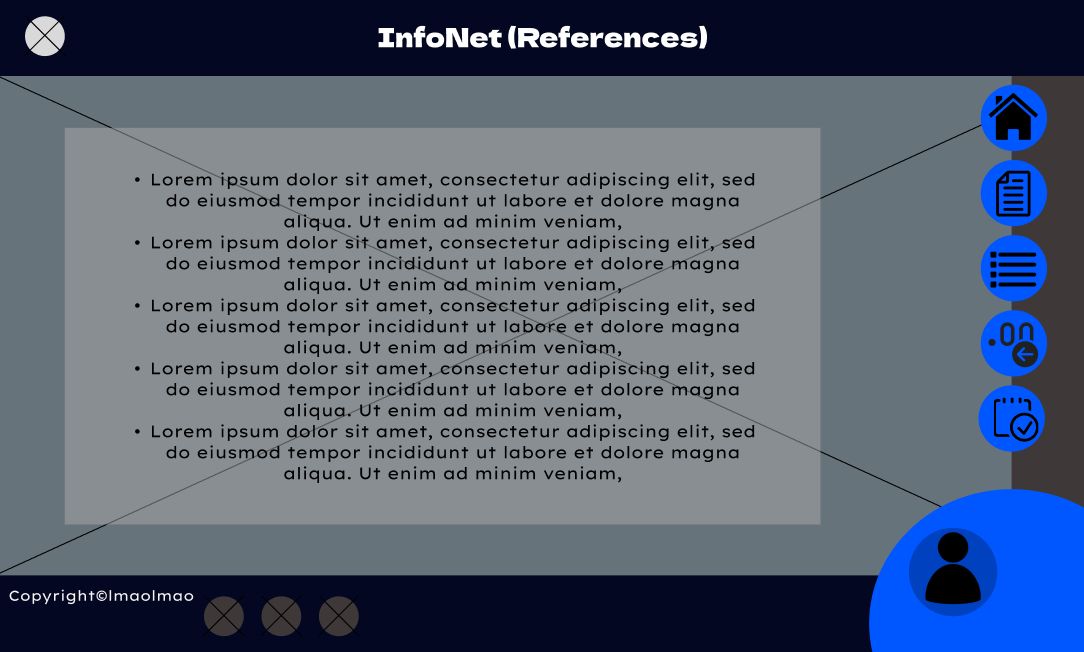 InfoNet (References)
• Lorem ipsum dolor sit amet, consectetur adipiscing elit, sed
do eiusmod tempor incididunt ut labore et dolore magna
aliqua. Ut enim ad minim veniam,
• Lorem ipsum dolor sit amet, consectetur adipiscing elit, sed
do eiusmod tempor incididunt ut labore et dolore magna
aliqua. Ut enim ad minim veniam,
• Lorem ipsum dolor sit amet, consectetur adipiscing elit, sed
do eiusmod tempor incididunt ut labore et dolore magna
aliqua. Ut enim ad minim veniam,
• Lorem ipsum dolor sit amet, consectetur adipiscing elit, sed
do eiusmod tempor incididunt ut labore et dolore magna
aliqua. Ut enim ad minim veniam,
• Lorem ipsum dolor sit amet, consectetur adipiscing elit, sed
do eiusmod tempor incididunt ut labore et dolore magna
aliqua. Ut enim ad minim veniam,
.00
Copyright©lmaolmao